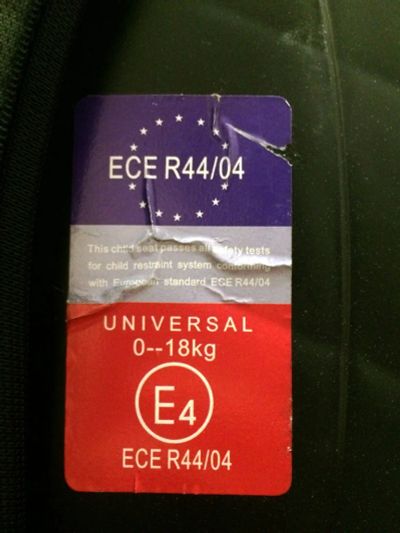 ECE R44/04
This child seat passes all safety tests
for child restraint system conforming
with European standard ECE R44/04
UNIVERSAL
0--18kg
E4
ECE R44/04